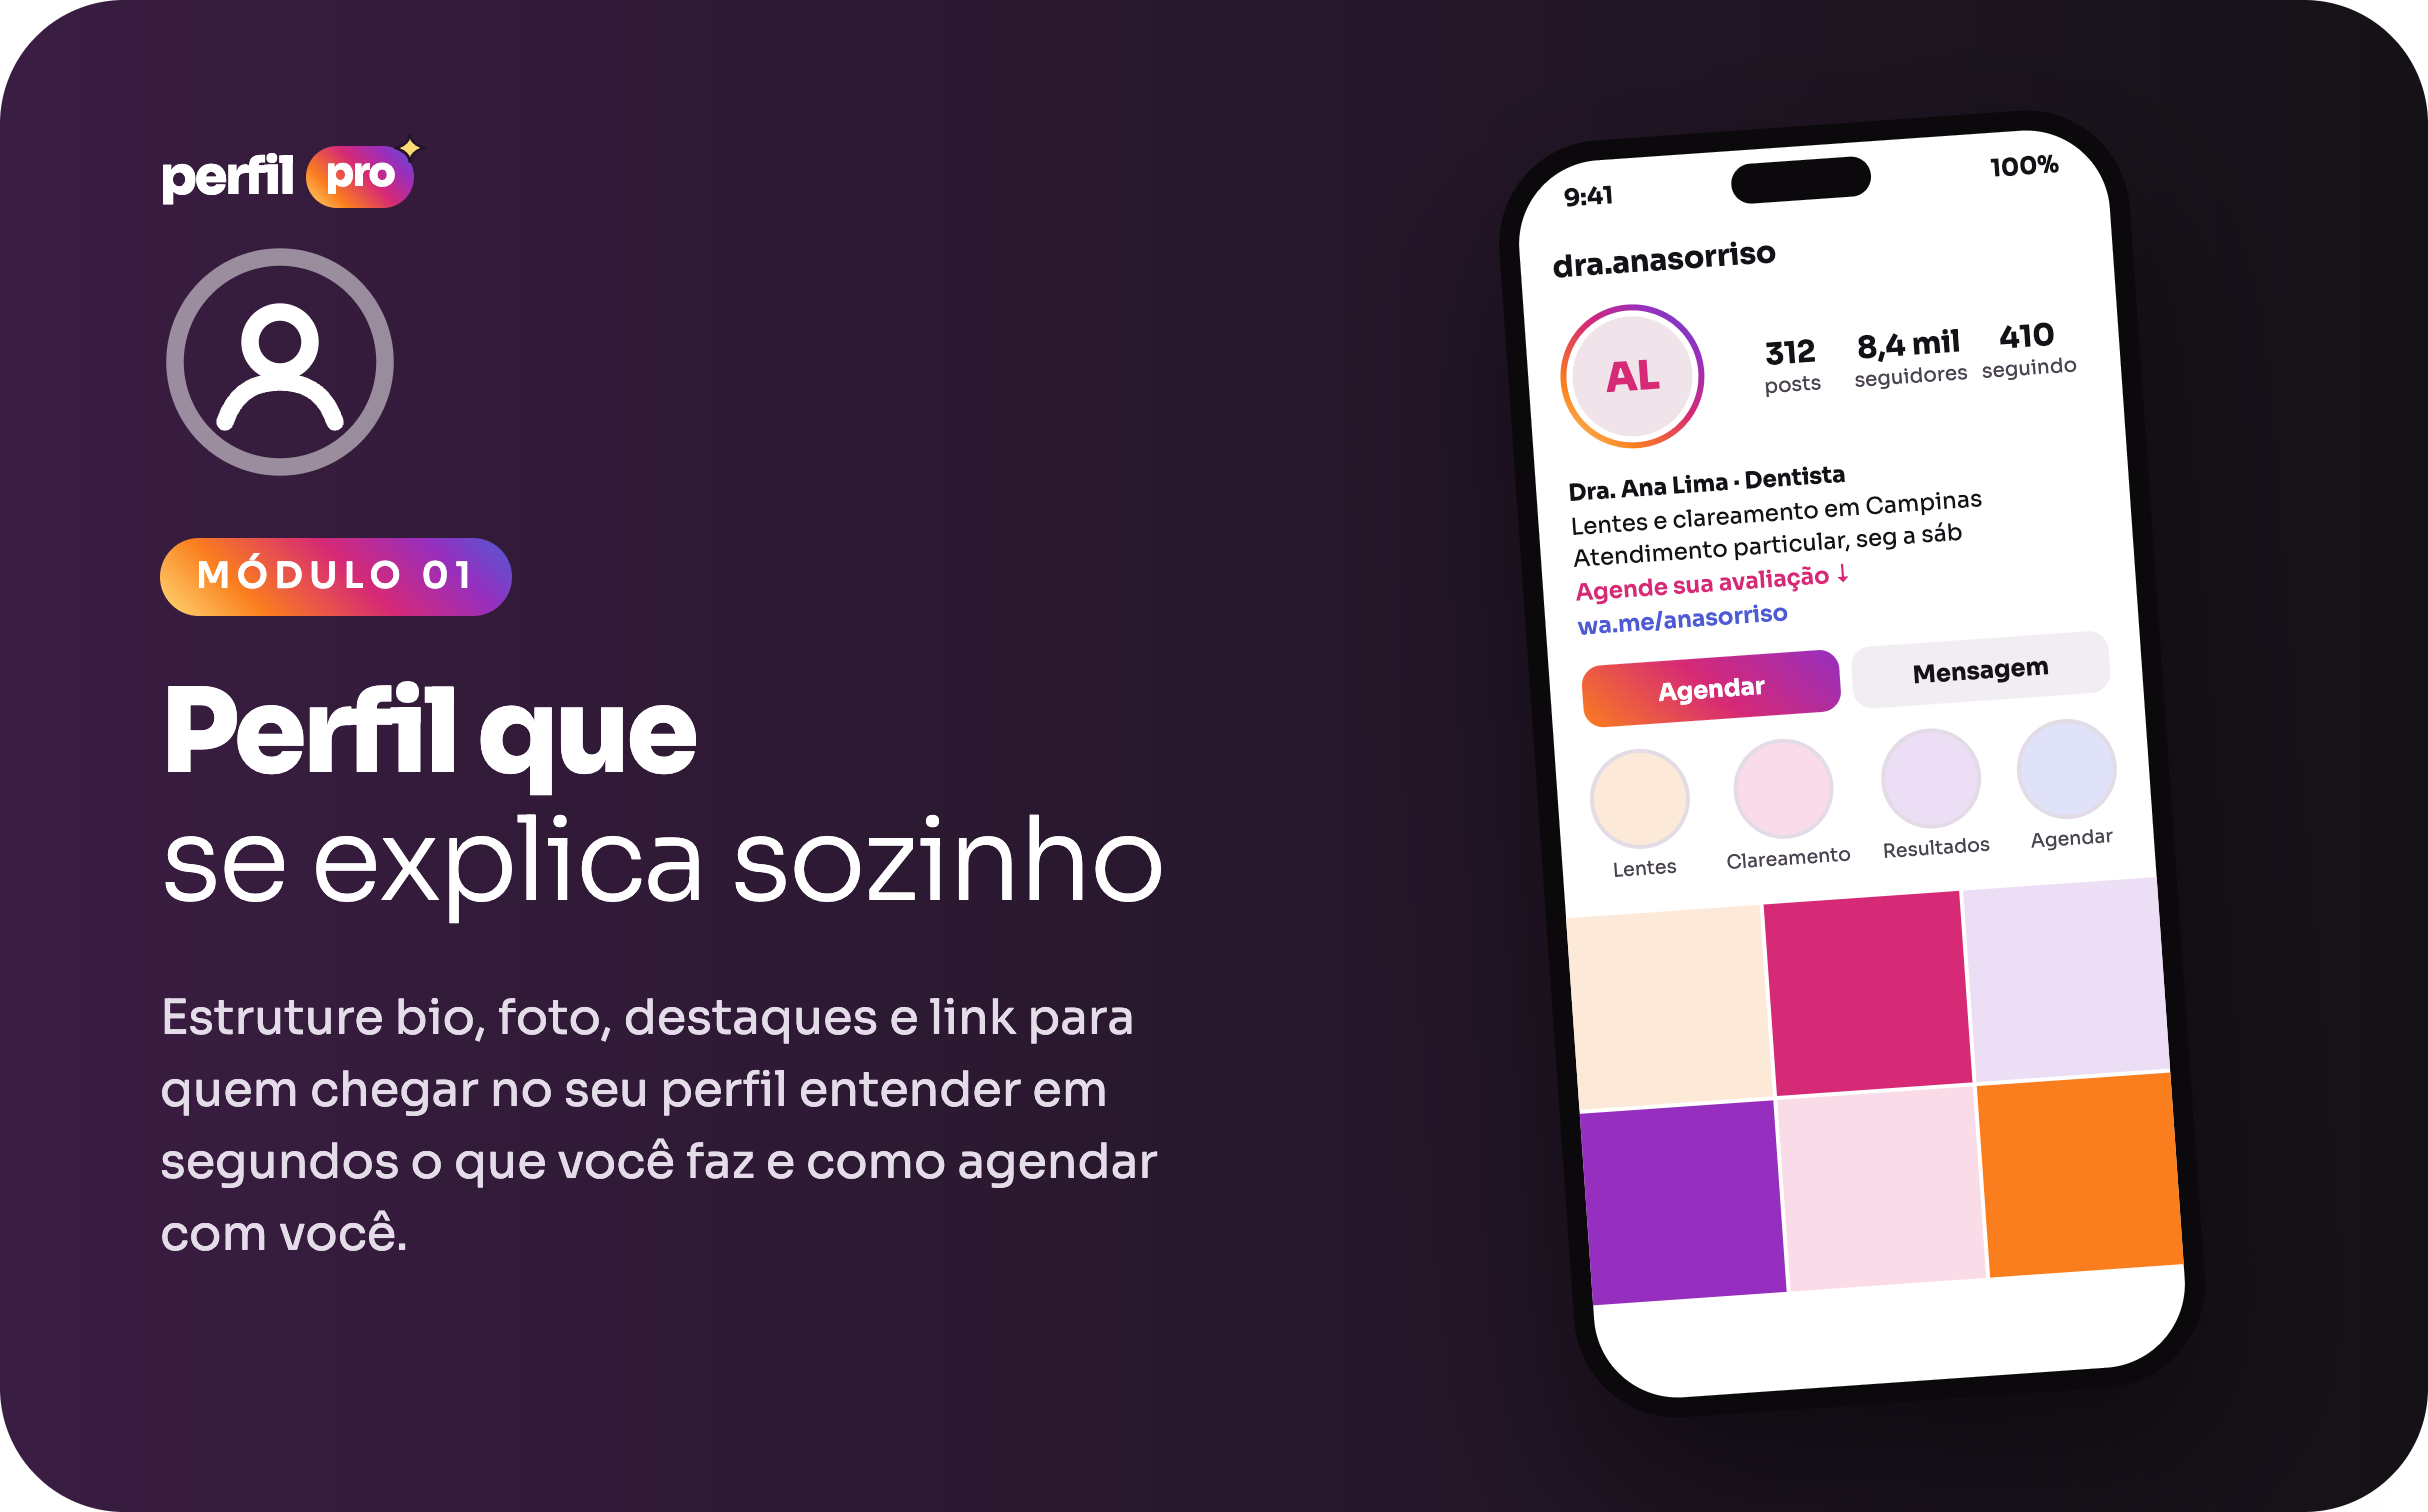 perfil pro
MÓDULO 01
Perfil que
se explica sozinho
Estruture bio, foto, destaques e link para
quem chegar no seu perfil entender em
segundos o que você faz e como agendar
com você.
9:41
100%
dra.anasorriso
AL
312 8,4 mil 410
posts seguidores seguindo
Dra. Ana Lima · Dentista
Lentes e clareamento em Campinas
Atendimento particular, seg a sáb
Agende sua avaliação ↓
wa.me/anasorriso
Agendar Mensagem
Lentes Clareamento Resultados Agendar